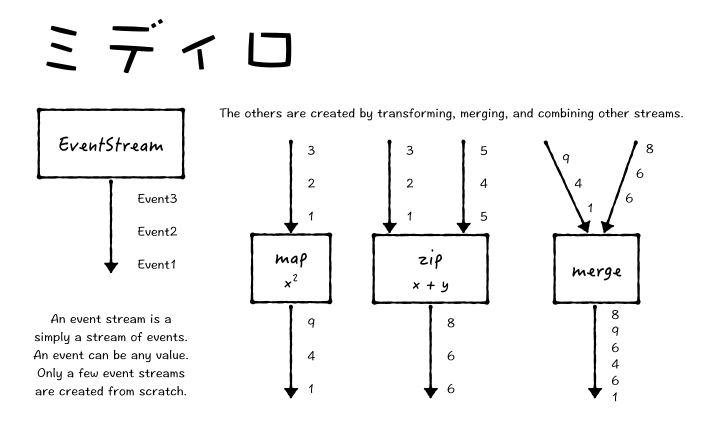 ミディロ
The others are created by transforming, merging, and combining other streams.
EventStream
Event3
Event2
Event1
An event stream is a
simply a stream of events.
An event can be any value.
Only a few event streams
are created from scratch.
3
2
1
map
x²
9
4
1
3
2
1
5
4
5
zip
x + y
8
6
6
9
4
1
8
6
6
merge
8
9
6
4
6
1